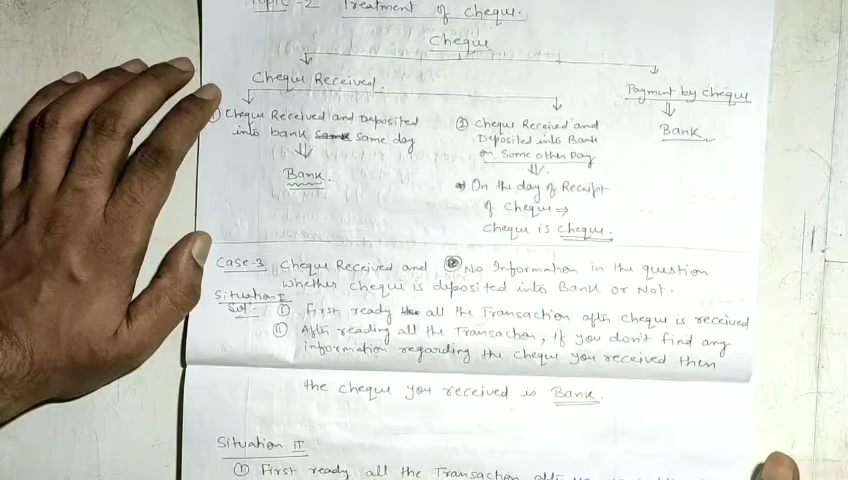 Topic-2 Treatment of cheque.
Cheque
Cheque Received.
Payment by cheque
Bank
① Cheque Received and Deposited
into bank same day
Bank.
② Cheque Received and
Deposited into Bank
on Some other Day
On the day of Receipt
of cheque ⇒
cheque is cheque.
Case-3 Cheque Received and No Information in the question
whether cheque is deposited into Bank or Not.
Situation I
Sol:- ① First ready all the Transaction after cheque is received
⑪ After reading all the Transaction, if you don't find any
information regarding the cheque you received then
the cheque you received is Bank.
Situation II
① First ready all the Transaction after